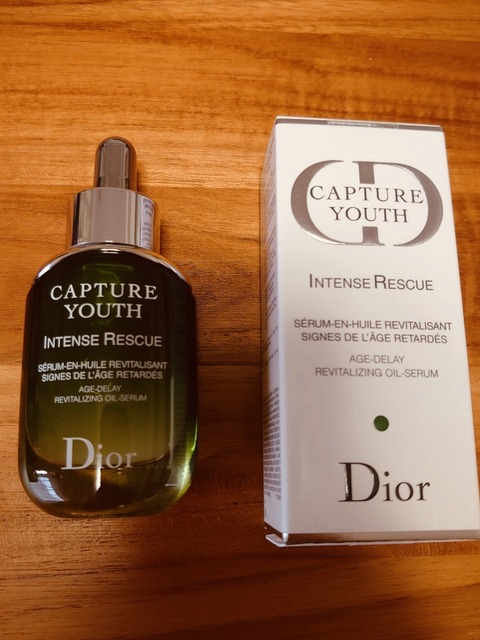 CAPTURE
YOUTH
INTENSE RESCUE
SÉRUM-EN-HUILE REVITALISANT
SIGNES DE L'ÂGE RETARDÉS
AGE-DELAY
REVITALIZING OIL-SERUM
Dior
CD
CAPTURE
YOUTH
INTENSE RESCUE
SÉRUM-EN-HUILE REVITALISANT
SIGNES DE L'ÂGE RETARDÉS
AGE-DELAY
REVITALIZING OIL-SERUM
Dior